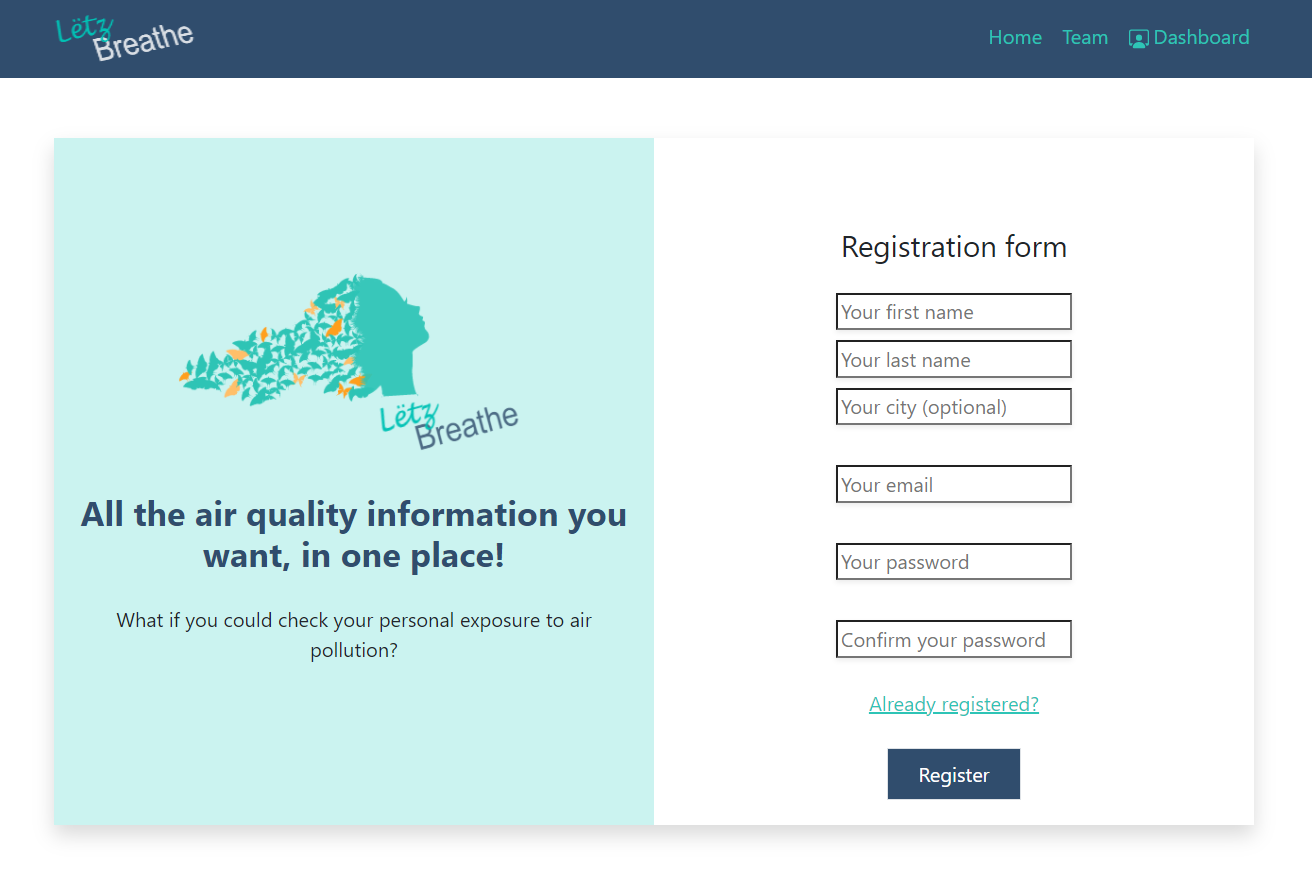 Lëtz
Breathe
Home Team Dashboard
Lëtz
Breathe
All the air quality information you
want, in one place!
What if you could check your personal exposure to air
pollution?
Registration form
Your first name
Your last name
Your city (optional)
Your email
Your password
Confirm your password
Already registered?
Register